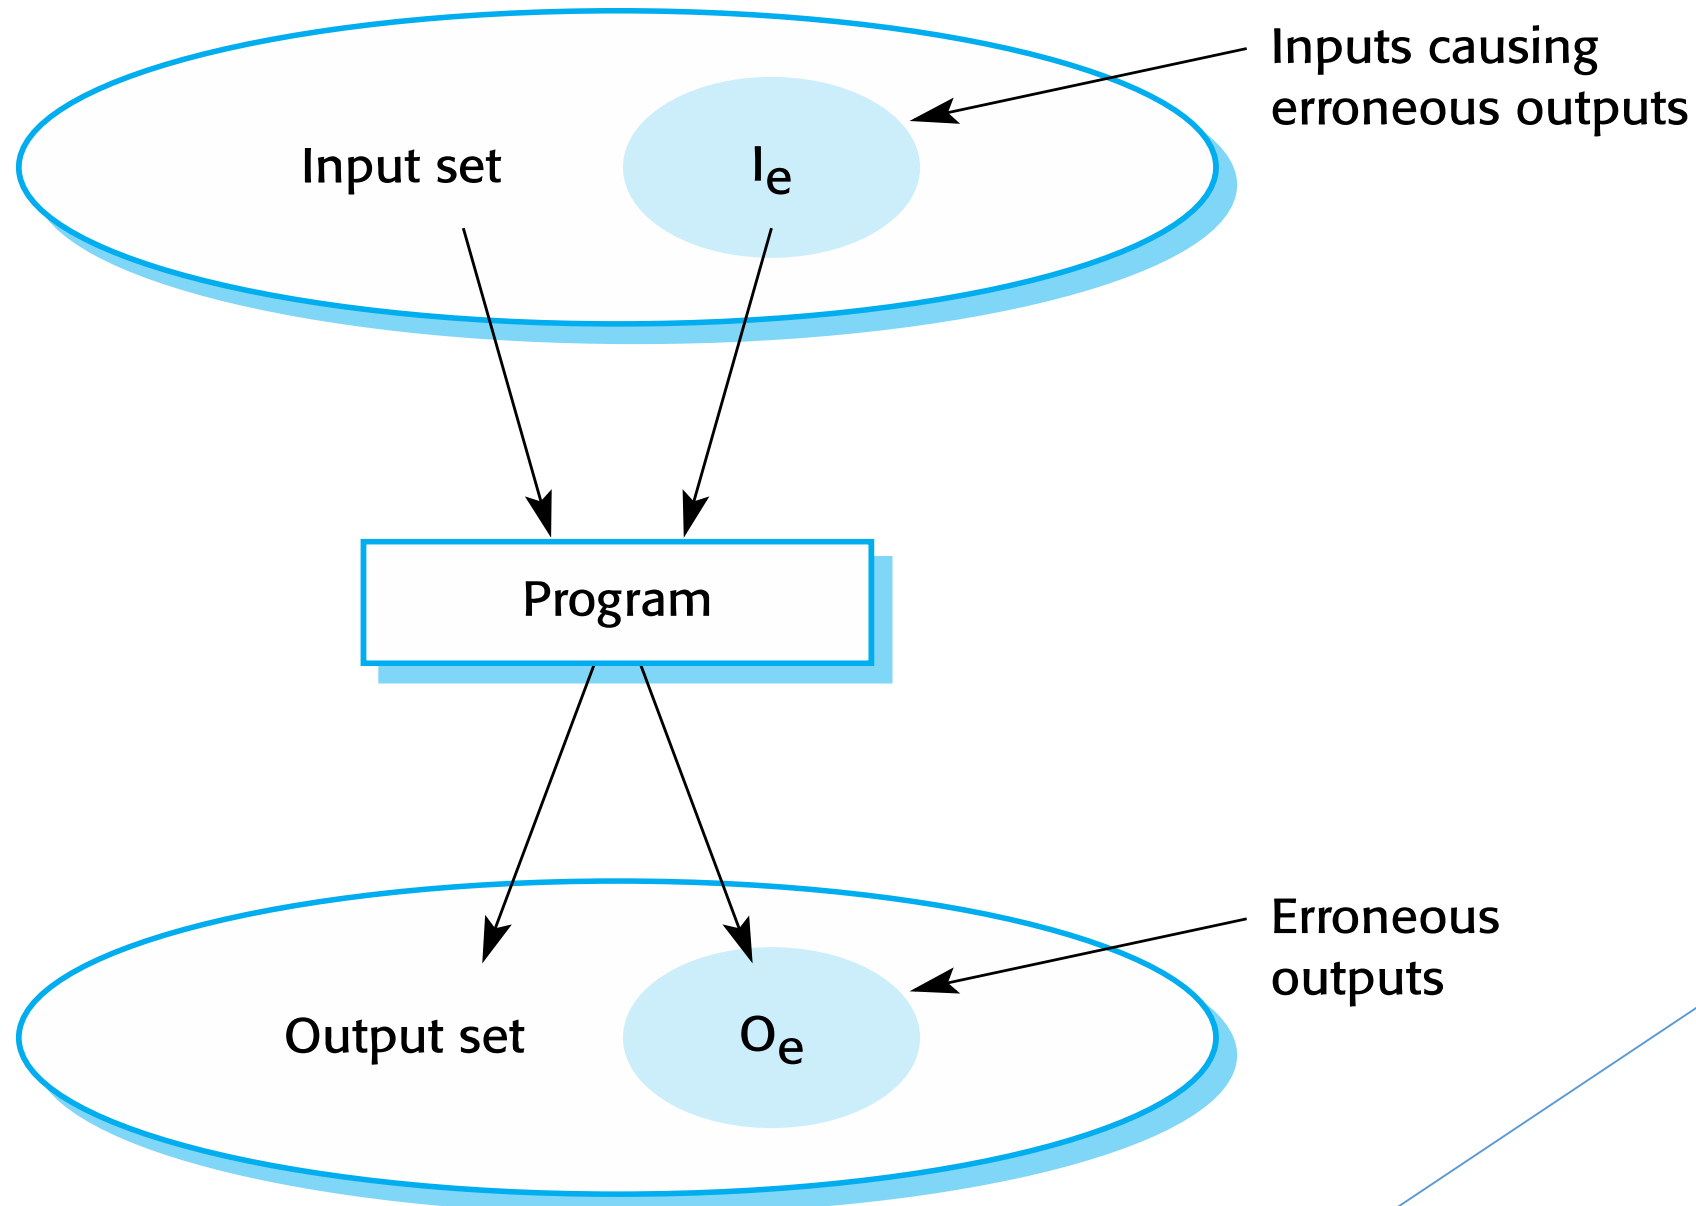 Inputs causing
erroneous outputs
Input set
Ie
Program
Erroneous
outputs
Output set
Oe